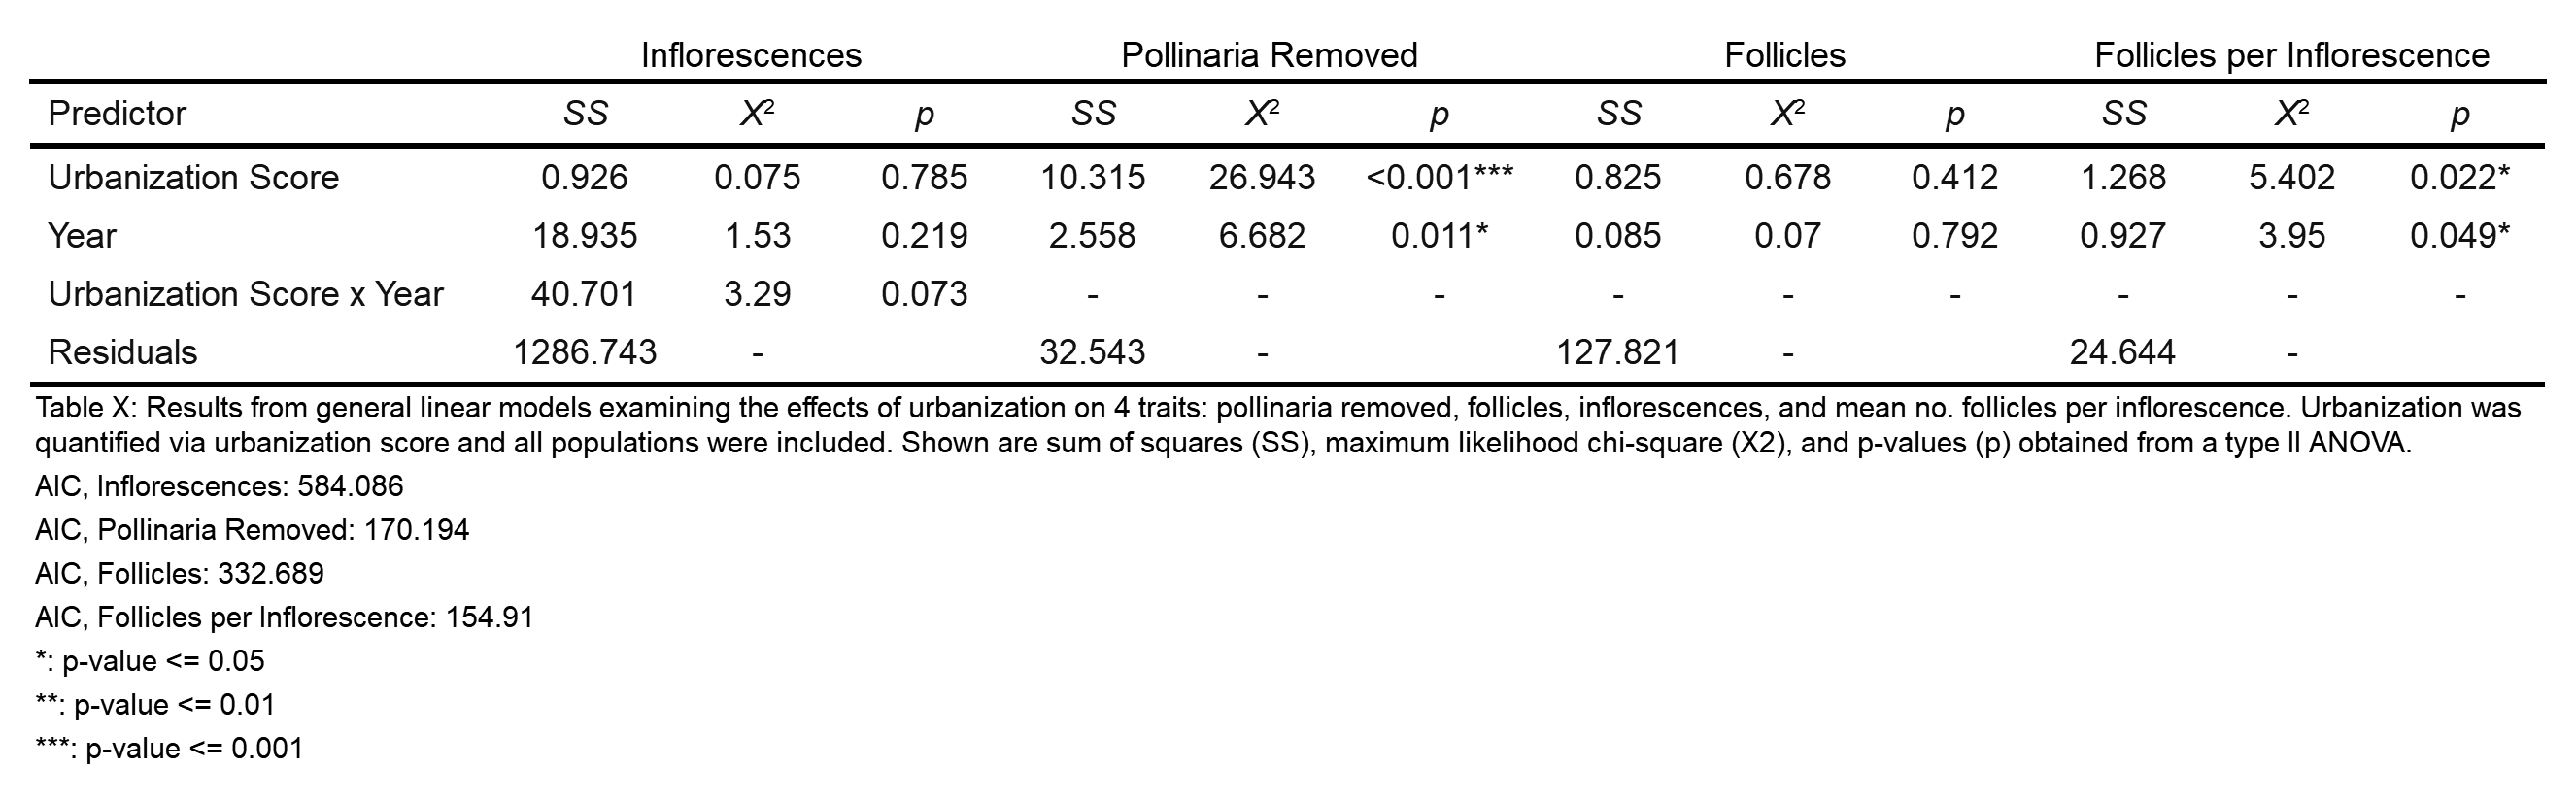 Inflorescences Pollinaria Removed Follicles Follicles per Inflorescence
Predictor SS X² p SS X² p SS X² p SS X² p
Urbanization Score 0.926 0.075 0.785 10.315 26.943 <0.001*** 0.825 0.678 0.412 1.268 5.402 0.022*
Year 18.935 1.53 0.219 2.558 6.682 0.011* 0.085 0.07 0.792 0.927 3.95 0.049*
Urbanization Score x Year 40.701 3.29 0.073 - - - - - - - - -
Residuals 1286.743 - 32.543 - 127.821 - 24.644 -
Table X: Results from general linear models examining the effects of urbanization on 4 traits: pollinaria removed, follicles, inflorescences, and mean no. follicles per inflorescence. Urbanization was
quantified via urbanization score and all populations were included. Shown are sum of squares (SS), maximum likelihood chi-square (X2), and p-values (p) obtained from a type II ANOVA.
AIC, Inflorescences: 584.086
AIC, Pollinaria Removed: 170.194
AIC, Follicles: 332.689
AIC, Follicles per Inflorescence: 154.91
*: p-value <= 0.05
**: p-value <= 0.01
***: p-value <= 0.001